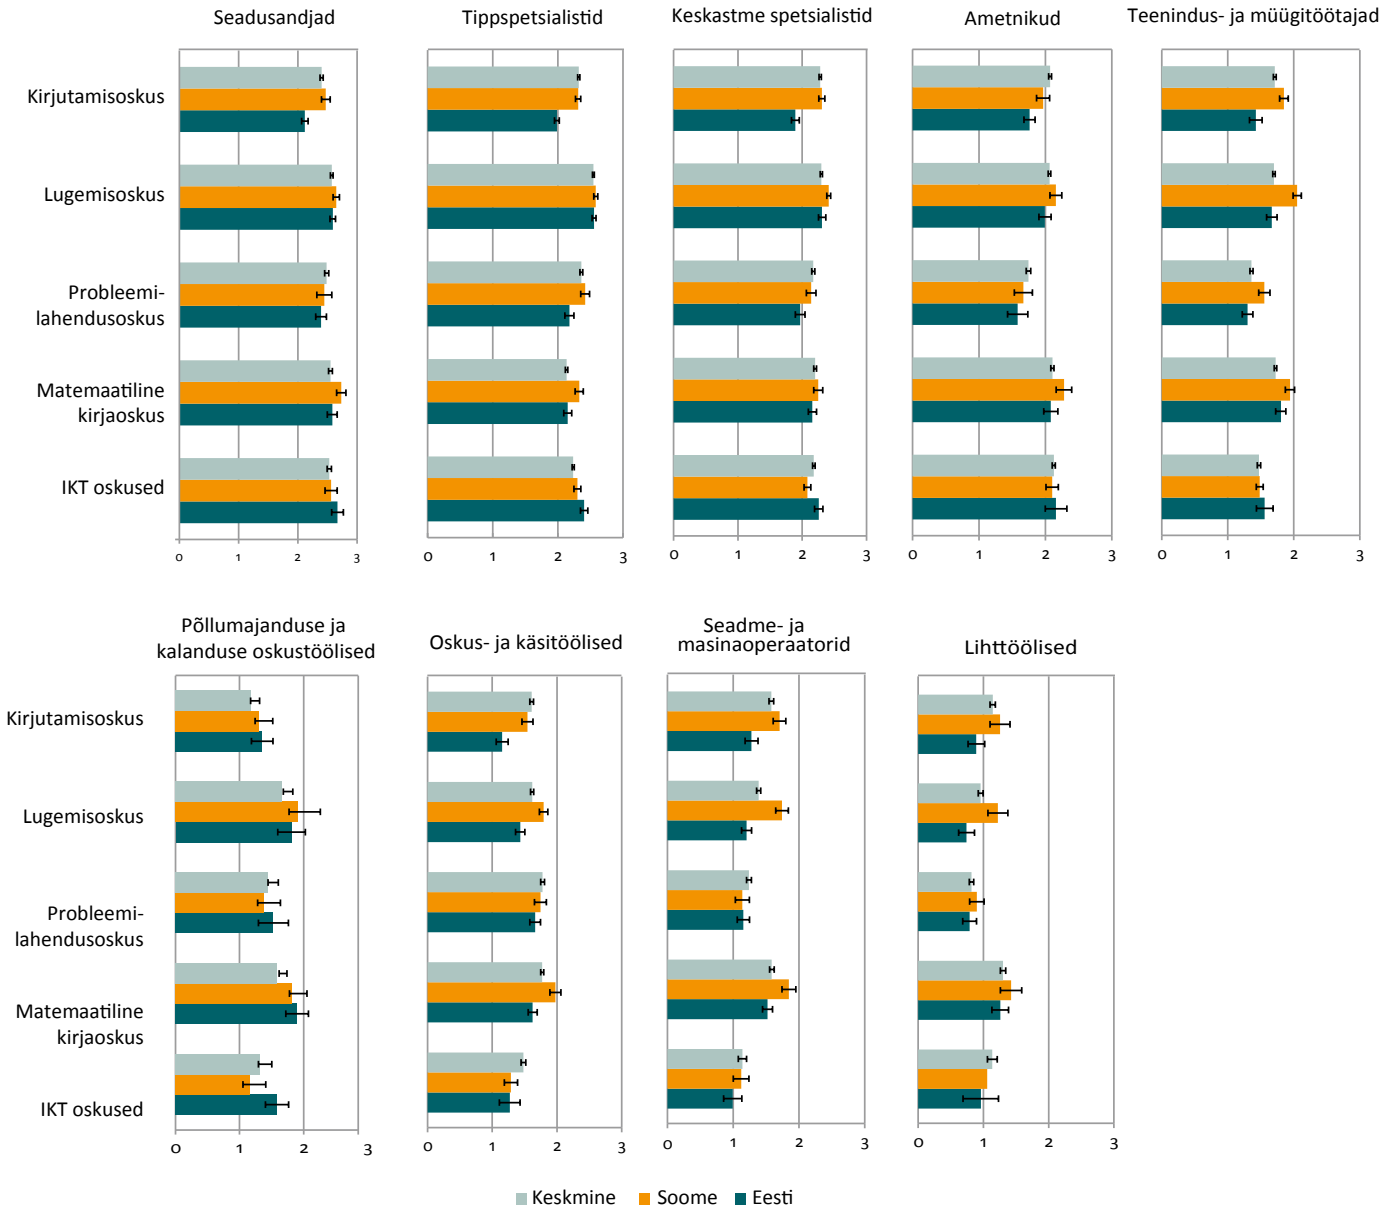 Seadusandjad
Tippspetsialistid
Keskastme spetsialistid
Ametnikud
Teenindus- ja müügitöötajad
Kirjutamisoskus
Lugemisoskus
Probleemi-
lahendusoskus
Matemaatiline
kirjaoskus
IKT oskused
0 1 2 3
0 1 2 3
0 1 2 3
0 1 2 3
0 1 2 3
Põllumajanduse ja
kalanduse oskustöölised
Oskus- ja käsitöölised
Seadme- ja
masinaoperaatorid
Lihttöölised
Kirjutamisoskus
Lugemisoskus
Probleemi-
lahendusoskus
Matemaatiline
kirjaoskus
IKT oskused
0 1 2 3
0 1 2 3
0 1 2 3
0 1 2 3
Keskmine Soome Eesti